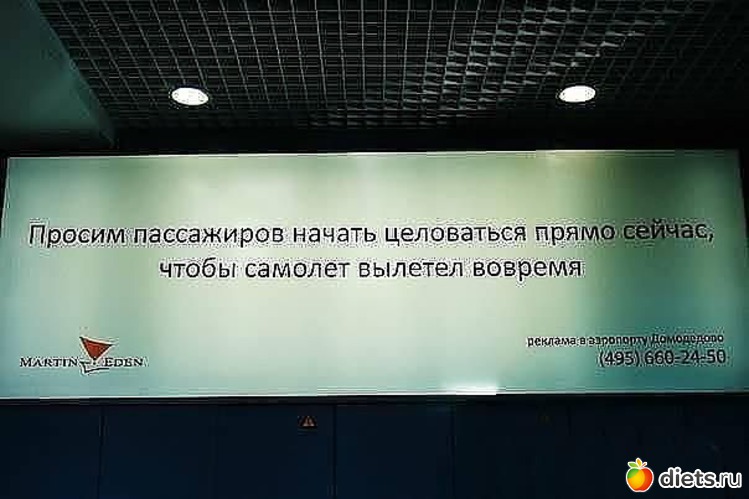 Просим пассажиров начать целоваться прямо сейчас,
чтобы самолет вылетел вовремя
MARTIN EDEN
реклама в аэропорту Домодедово
(495) 660-24-50
diets.ru